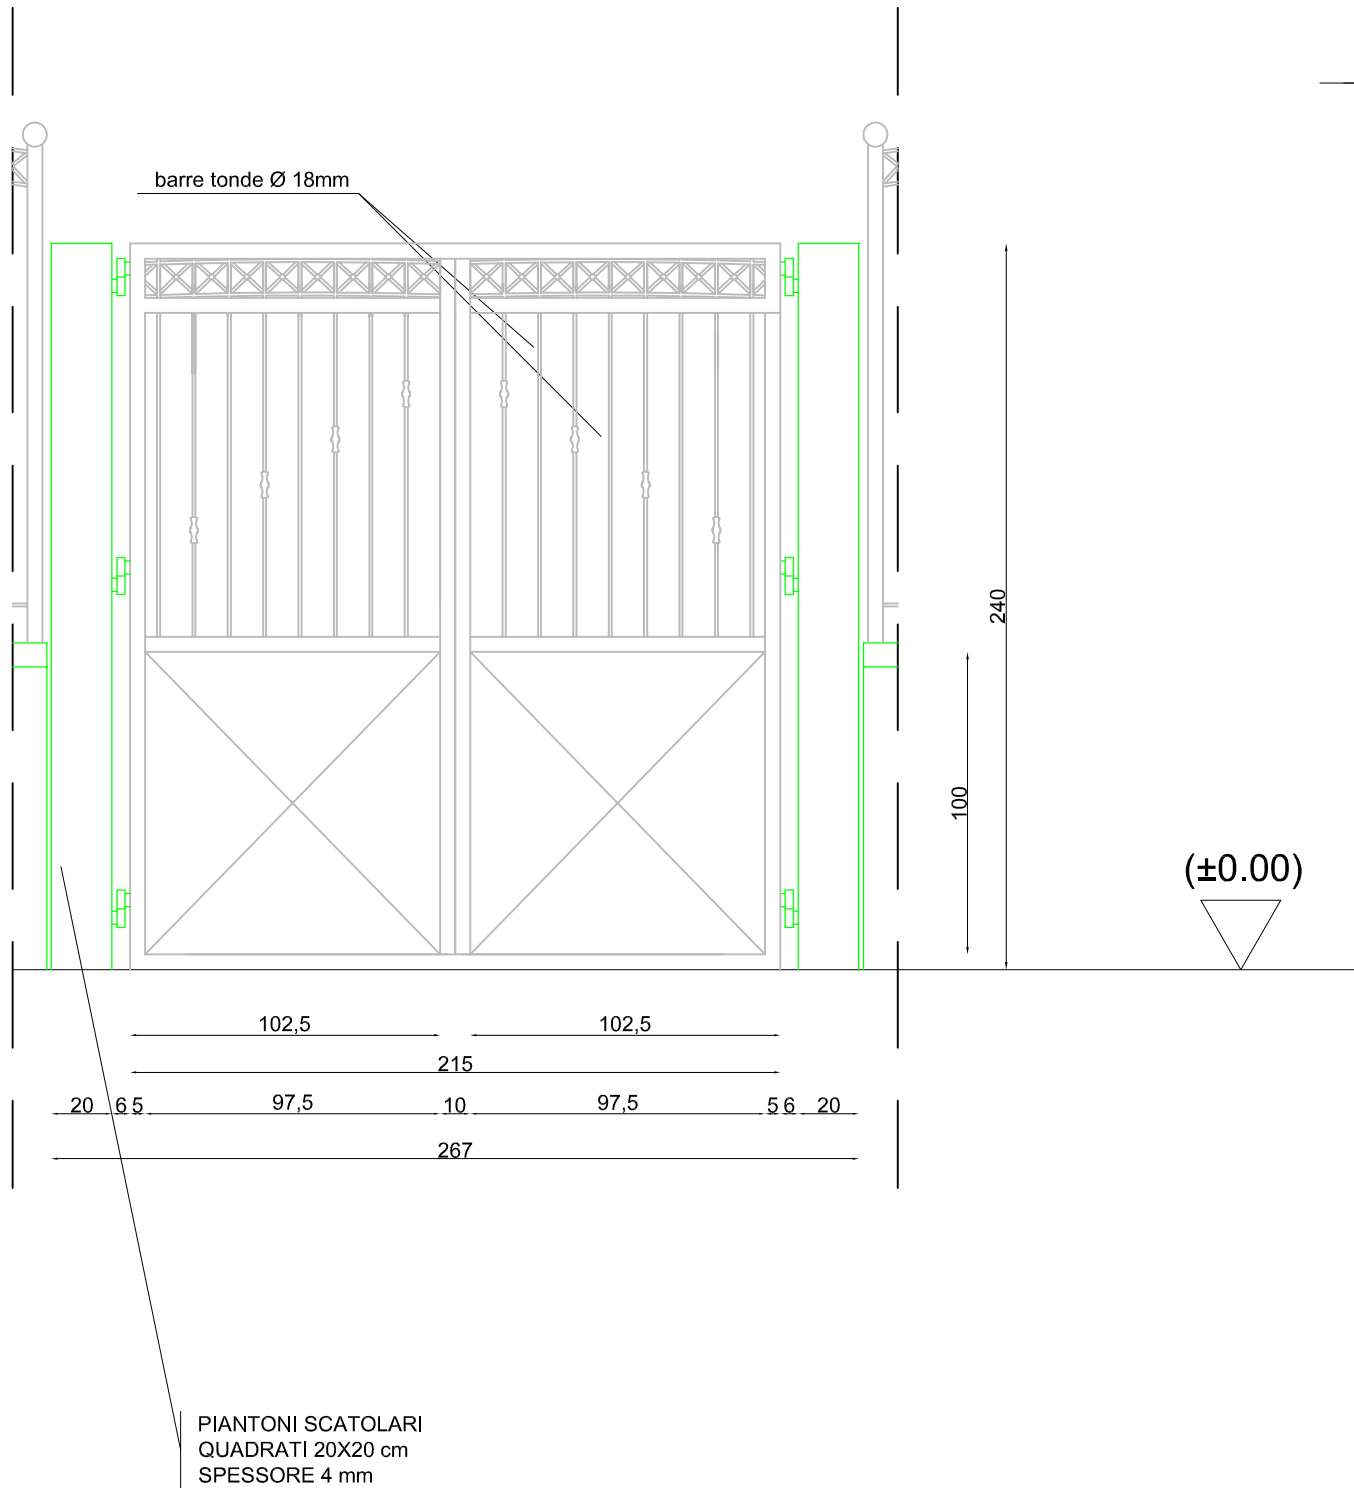 barre tonde Ø 18mm
240
100
(±0.00)
102,5 102,5
215
20 6 5 97,5 10 97,5 5 6 20
267
PIANTONI SCATOLARI
QUADRATI 20X20 cm
SPESSORE 4 mm